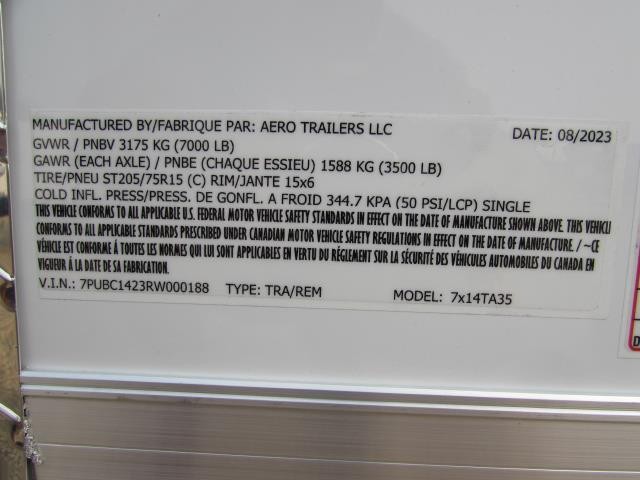 MANUFACTURED BY/FABRIQUE PAR: AERO TRAILERS LLC DATE: 08/2023
GVWR / PNBV 3175 KG (7000 LB)
GAWR (EACH AXLE) / PNBE (CHAQUE ESSIEU) 1588 KG (3500 LB)
TIRE/PNEU ST205/75R15 (C) RIM/JANTE 15x6
COLD INFL. PRESS/PRESS. DE GONFL. A FROID 344.7 KPA (50 PSI/LCP) SINGLE
THIS VEHICLE CONFORMS TO ALL APPLICABLE U.S. FEDERAL MOTOR VEHICLE SAFETY STANDARDS IN EFFECT ON THE DATE OF MANUFACTURE SHOWN ABOVE. THIS VEHICL
CONFORMS TO ALL APPLICABLE STANDARDS PRESCRIBED UNDER CANADIAN MOTOR VEHICLE SAFETY REGULATIONS IN EFFECT ON THE DATE OF MANUFACTURE. / ~CE
VÉHICULE EST CONFORME Á TOUTES LES NORMES QUI LUI SONT APPLICABLES EN VERTU DU RÉGLEMENT SUR LA SÉCURITÉ DES VÉHICULES AUTOMOBILES DU CANADA EN
VIGUEUR Á LA DATE DE SA FABRICATION.
V.I.N.: 7PUBC1423RW000188 TYPE: TRA/REM MODEL: 7x14TA35